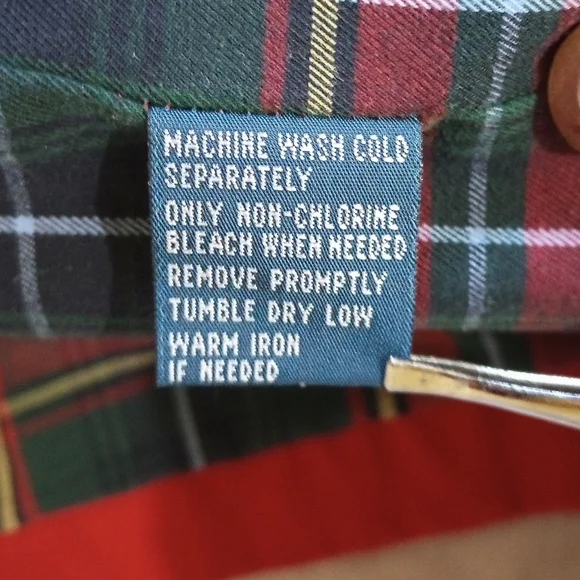 MACHINE WASH COLD
SEPARATELY
ONLY NON-CHLORINE
BLEACH WHEN NEEDED
REMOVE PROMPTLY
TUMBLE DRY LOW
WARM IRON
IF NEEDED